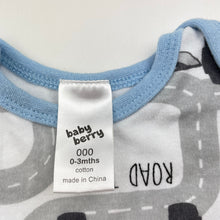 baby
berry
000
0-3mths
cotton
made in China
ROAD